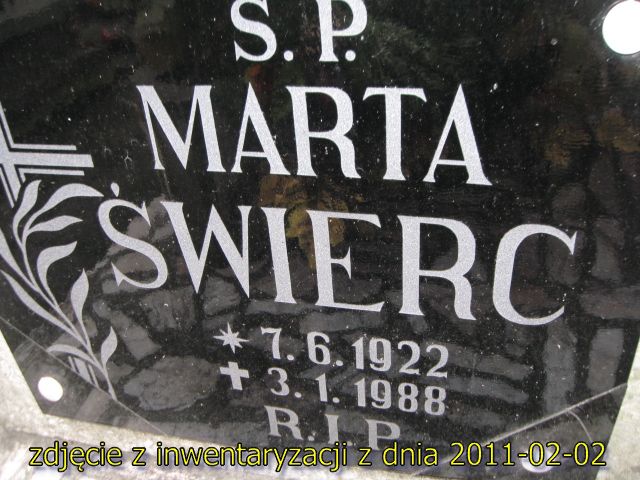 S.P.
MARTA
ŚWIERC
* 7.6.1922
✝ 3.1.1988
R.I.P.
zdjęcie z inwentaryzacji z dnia 2011-02-02